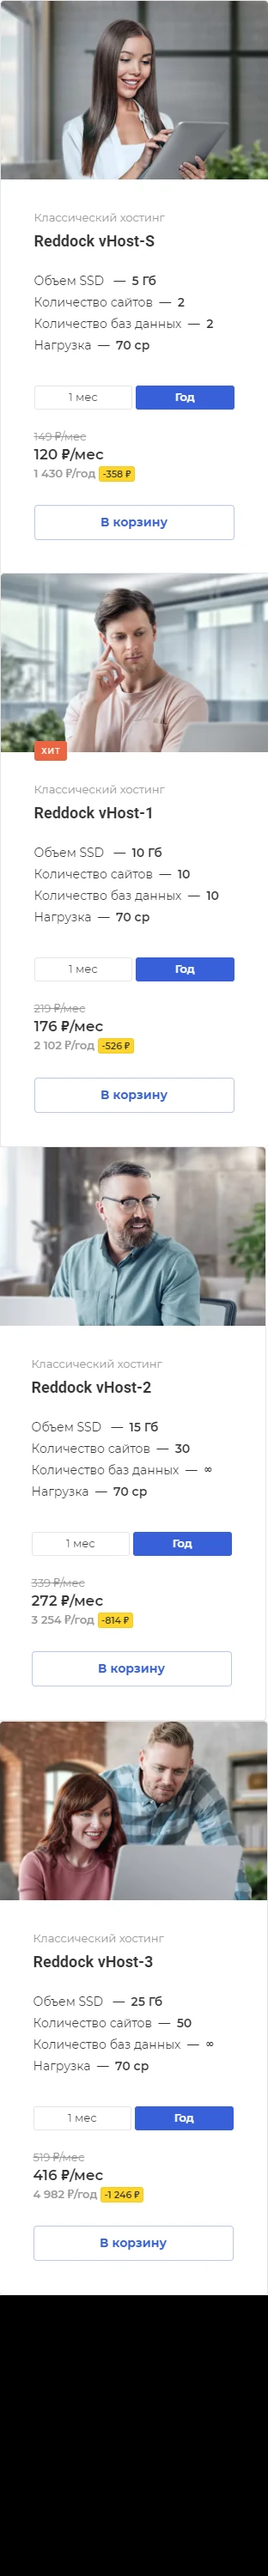 Классический хостинг
Reddock vHost-S
Объем SSD — 5 Гб
Количество сайтов — 2
Количество баз данных — 2
Нагрузка — 70 cp
1 мес Год
149 ₽/мес
120 ₽/мес
1 430 ₽/год -358 ₽
В корзину
ХИТ
Классический хостинг
Reddock vHost-1
Объем SSD — 10 Гб
Количество сайтов — 10
Количество баз данных — 10
Нагрузка — 70 cp
1 мес Год
219 ₽/мес
176 ₽/мес
2 102 ₽/год -526 ₽
В корзину
Классический хостинг
Reddock vHost-2
Объем SSD — 15 Гб
Количество сайтов — 30
Количество баз данных — ∞
Нагрузка — 70 cp
1 мес Год
339 ₽/мес
272 ₽/мес
3 254 ₽/год -814 ₽
В корзину
Классический хостинг
Reddock vHost-3
Объем SSD — 25 Гб
Количество сайтов — 50
Количество баз данных — ∞
Нагрузка — 70 cp
1 мес Год
519 ₽/мес
416 ₽/мес
4 982 ₽/год -1 246 ₽
В корзину